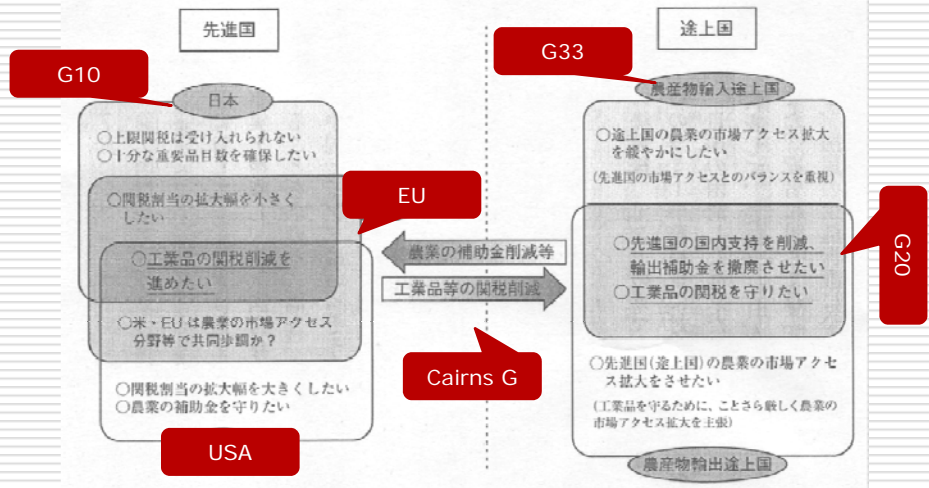 先進国
途上国
G10
G33
日本
農産物輸入途上国
○上限関税は受け入れられない
○十分な重要品目数を確保したい
○途上国の農業の市場アクセス拡大
を緩やかにしたい
(先進国の市場アクセスとのバランスを重視)
○関税割当の拡大幅を小さく
したい
EU
G20
農業の補助金削減等
工業品等の関税削減
○工業品の関税削減を
進めたい
○先進国の国内支持を削減、
輸出補助金を撤廃させたい
○工業品の関税を守りたい
○米・EUは農業の市場アクセス
分野等で共同歩調か?
Cairns G
○先進国(途上国)の農業の市場アクセ
ス拡大をさせたい
(工業品を守るために、ことさら厳しく農業の
市場アクセス拡大を主張)
○関税割当の拡大幅を大きくしたい
○農業の補助金を守りたい
USA
農産物輸出途上国